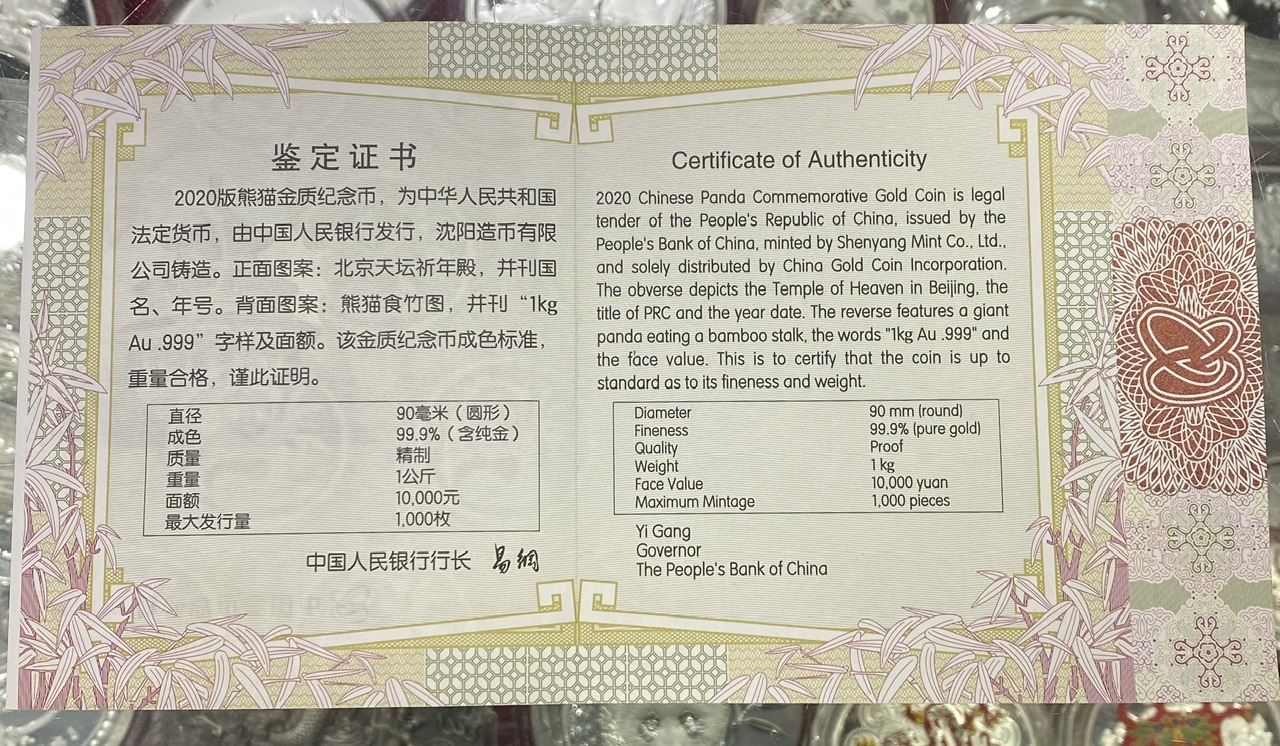 鉴定证书
2020版熊猫金质纪念币，为中华人民共和国
法定货币，由中国人民银行发行，沈阳造币有限
公司铸造。正面图案：北京天坛祈年殿，并刊国
名、年号。背面图案：熊猫食竹图，并刊“1kg
Au .999”字样及面额。该金质纪念币成色标准，
重量合格，谨此证明。
直径 90毫米（圆形）
成色 99.9%（含纯金）
质量 精制
重量 1公斤
面额 10,000元
最大发行量 1,000枚
中国人民银行行长 易纲
Certificate of Authenticity
2020 Chinese Panda Commemorative Gold Coin is legal
tender of the People's Republic of China, issued by the
People's Bank of China, minted by Shenyang Mint Co., Ltd.,
and solely distributed by China Gold Coin Incorporation.
The obverse depicts the Temple of Heaven in Beijing, the
title of PRC and the year date. The reverse features a giant
panda eating a bamboo stalk, the words "1kg Au .999" and
the face value. This is to certify that the coin is up to
standard as to its fineness and weight.
Diameter 90 mm (round)
Fineness 99.9% (pure gold)
Quality Proof
Weight 1 kg
Face Value 10,000 yuan
Maximum Mintage 1,000 pieces
Yi Gang
Governor
The People's Bank of China